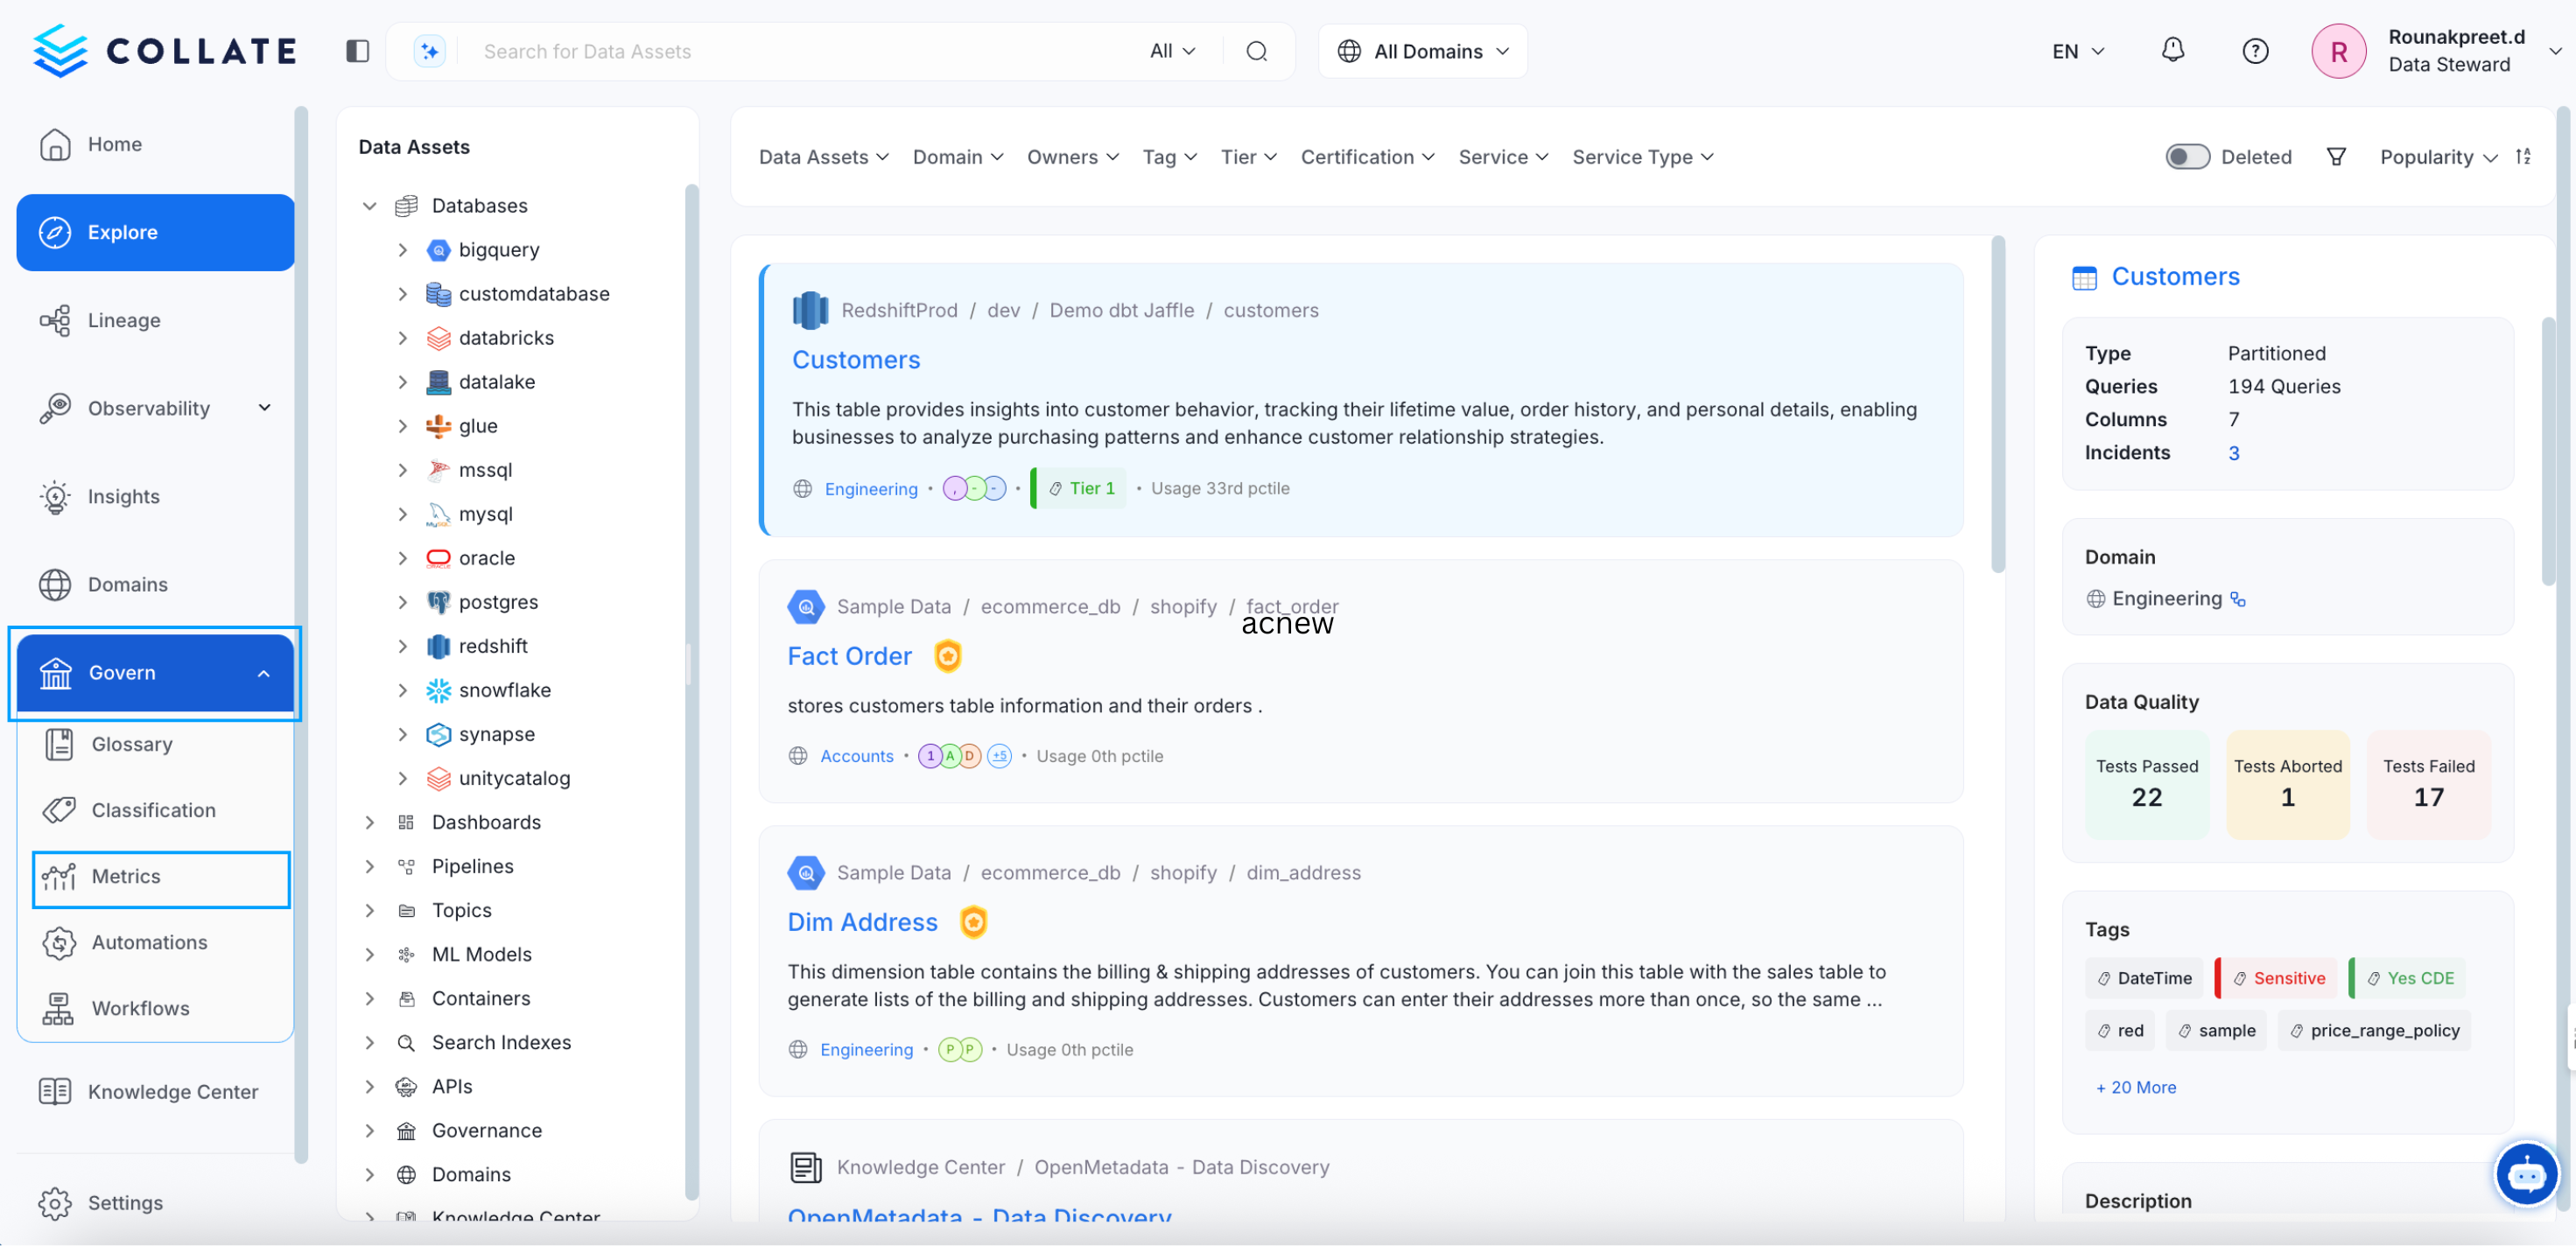 COLLATE
Search for Data Assets
All
All Domains
EN
R
Rounakpreet.d
Data Steward
Home
Explore
Lineage
Observability
Insights
Domains
Govern
Glossary
Classification
Metrics
Automations
Workflows
Knowledge Center
Settings
Data Assets
Databases
bigquery
customdatabase
databricks
datalake
glue
mssql
mysql
oracle
postgres
redshift
snowflake
synapse
unitycatalog
Dashboards
Pipelines
Topics
ML Models
Containers
Search Indexes
APIs
Governance
Domains
Knowledge Center
Data Assets Domain Owners Tag Tier Certification Service Service Type
Deleted
Popularity
RedshiftProd / dev / Demo dbt Jaffle / customers
Customers
This table provides insights into customer behavior, tracking their lifetime value, order history, and personal details, enabling
businesses to analyze purchasing patterns and enhance customer relationship strategies.
Engineering • , - - • Tier 1 • Usage 33rd pctile
Sample Data / ecommerce_db / shopify / fact_order
acnew
Fact Order
stores customers table information and their orders .
Accounts • 1 A D +5 • Usage 0th pctile
Sample Data / ecommerce_db / shopify / dim_address
Dim Address
This dimension table contains the billing & shipping addresses of customers. You can join this table with the sales table to
generate lists of the billing and shipping addresses. Customers can enter their addresses more than once, so the same ...
Engineering • P P • Usage 0th pctile
Knowledge Center / OpenMetadata - Data Discovery
OpenMetadata - Data Discovery
Customers
Type Partitioned
Queries 194 Queries
Columns 7
Incidents 3
Domain
Engineering
Data Quality
Tests Passed
22
Tests Aborted
1
Tests Failed
17
Tags
DateTime Sensitive Yes CDE
red sample price_range_policy
+ 20 More
Description